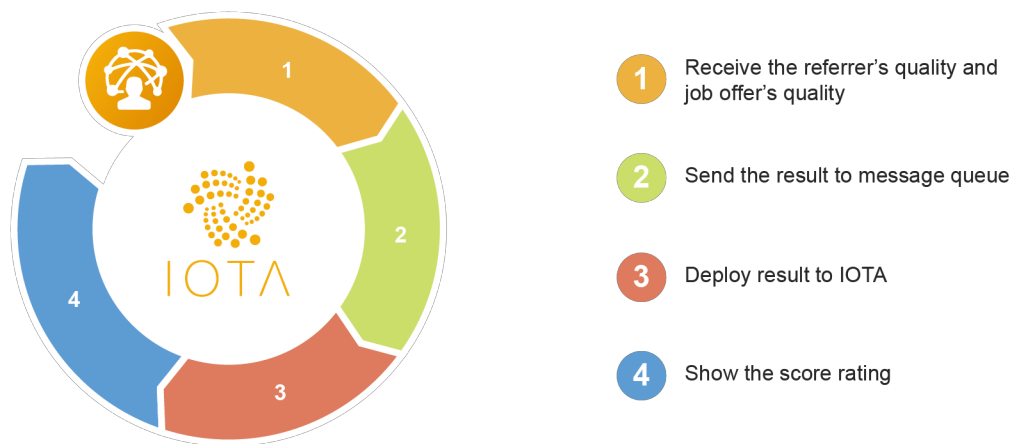 1
2
3
4
IOTA
1
Receive the referrer's quality and
job offer's quality
2
Send the result to message queue
3
Deploy result to IOTA
4
Show the score rating